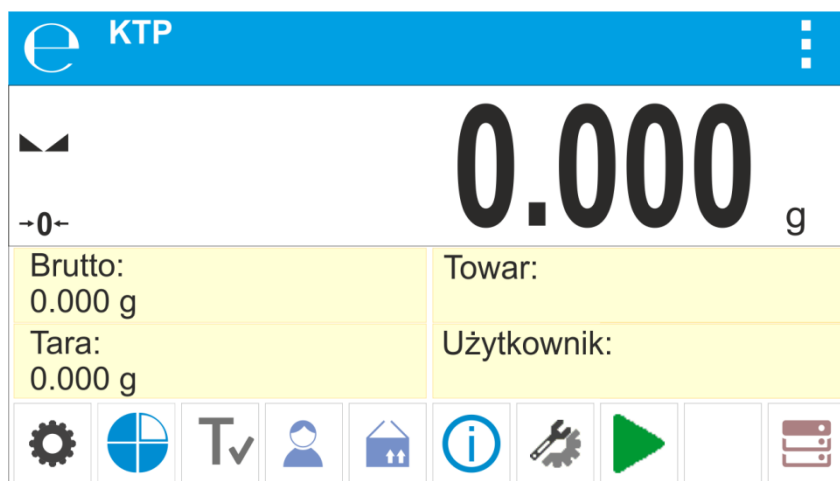 e KTP
0.000 g
→0←
Brutto:
0.000 g
Towar:
Tara:
0.000 g
Użytkownik:
T
i